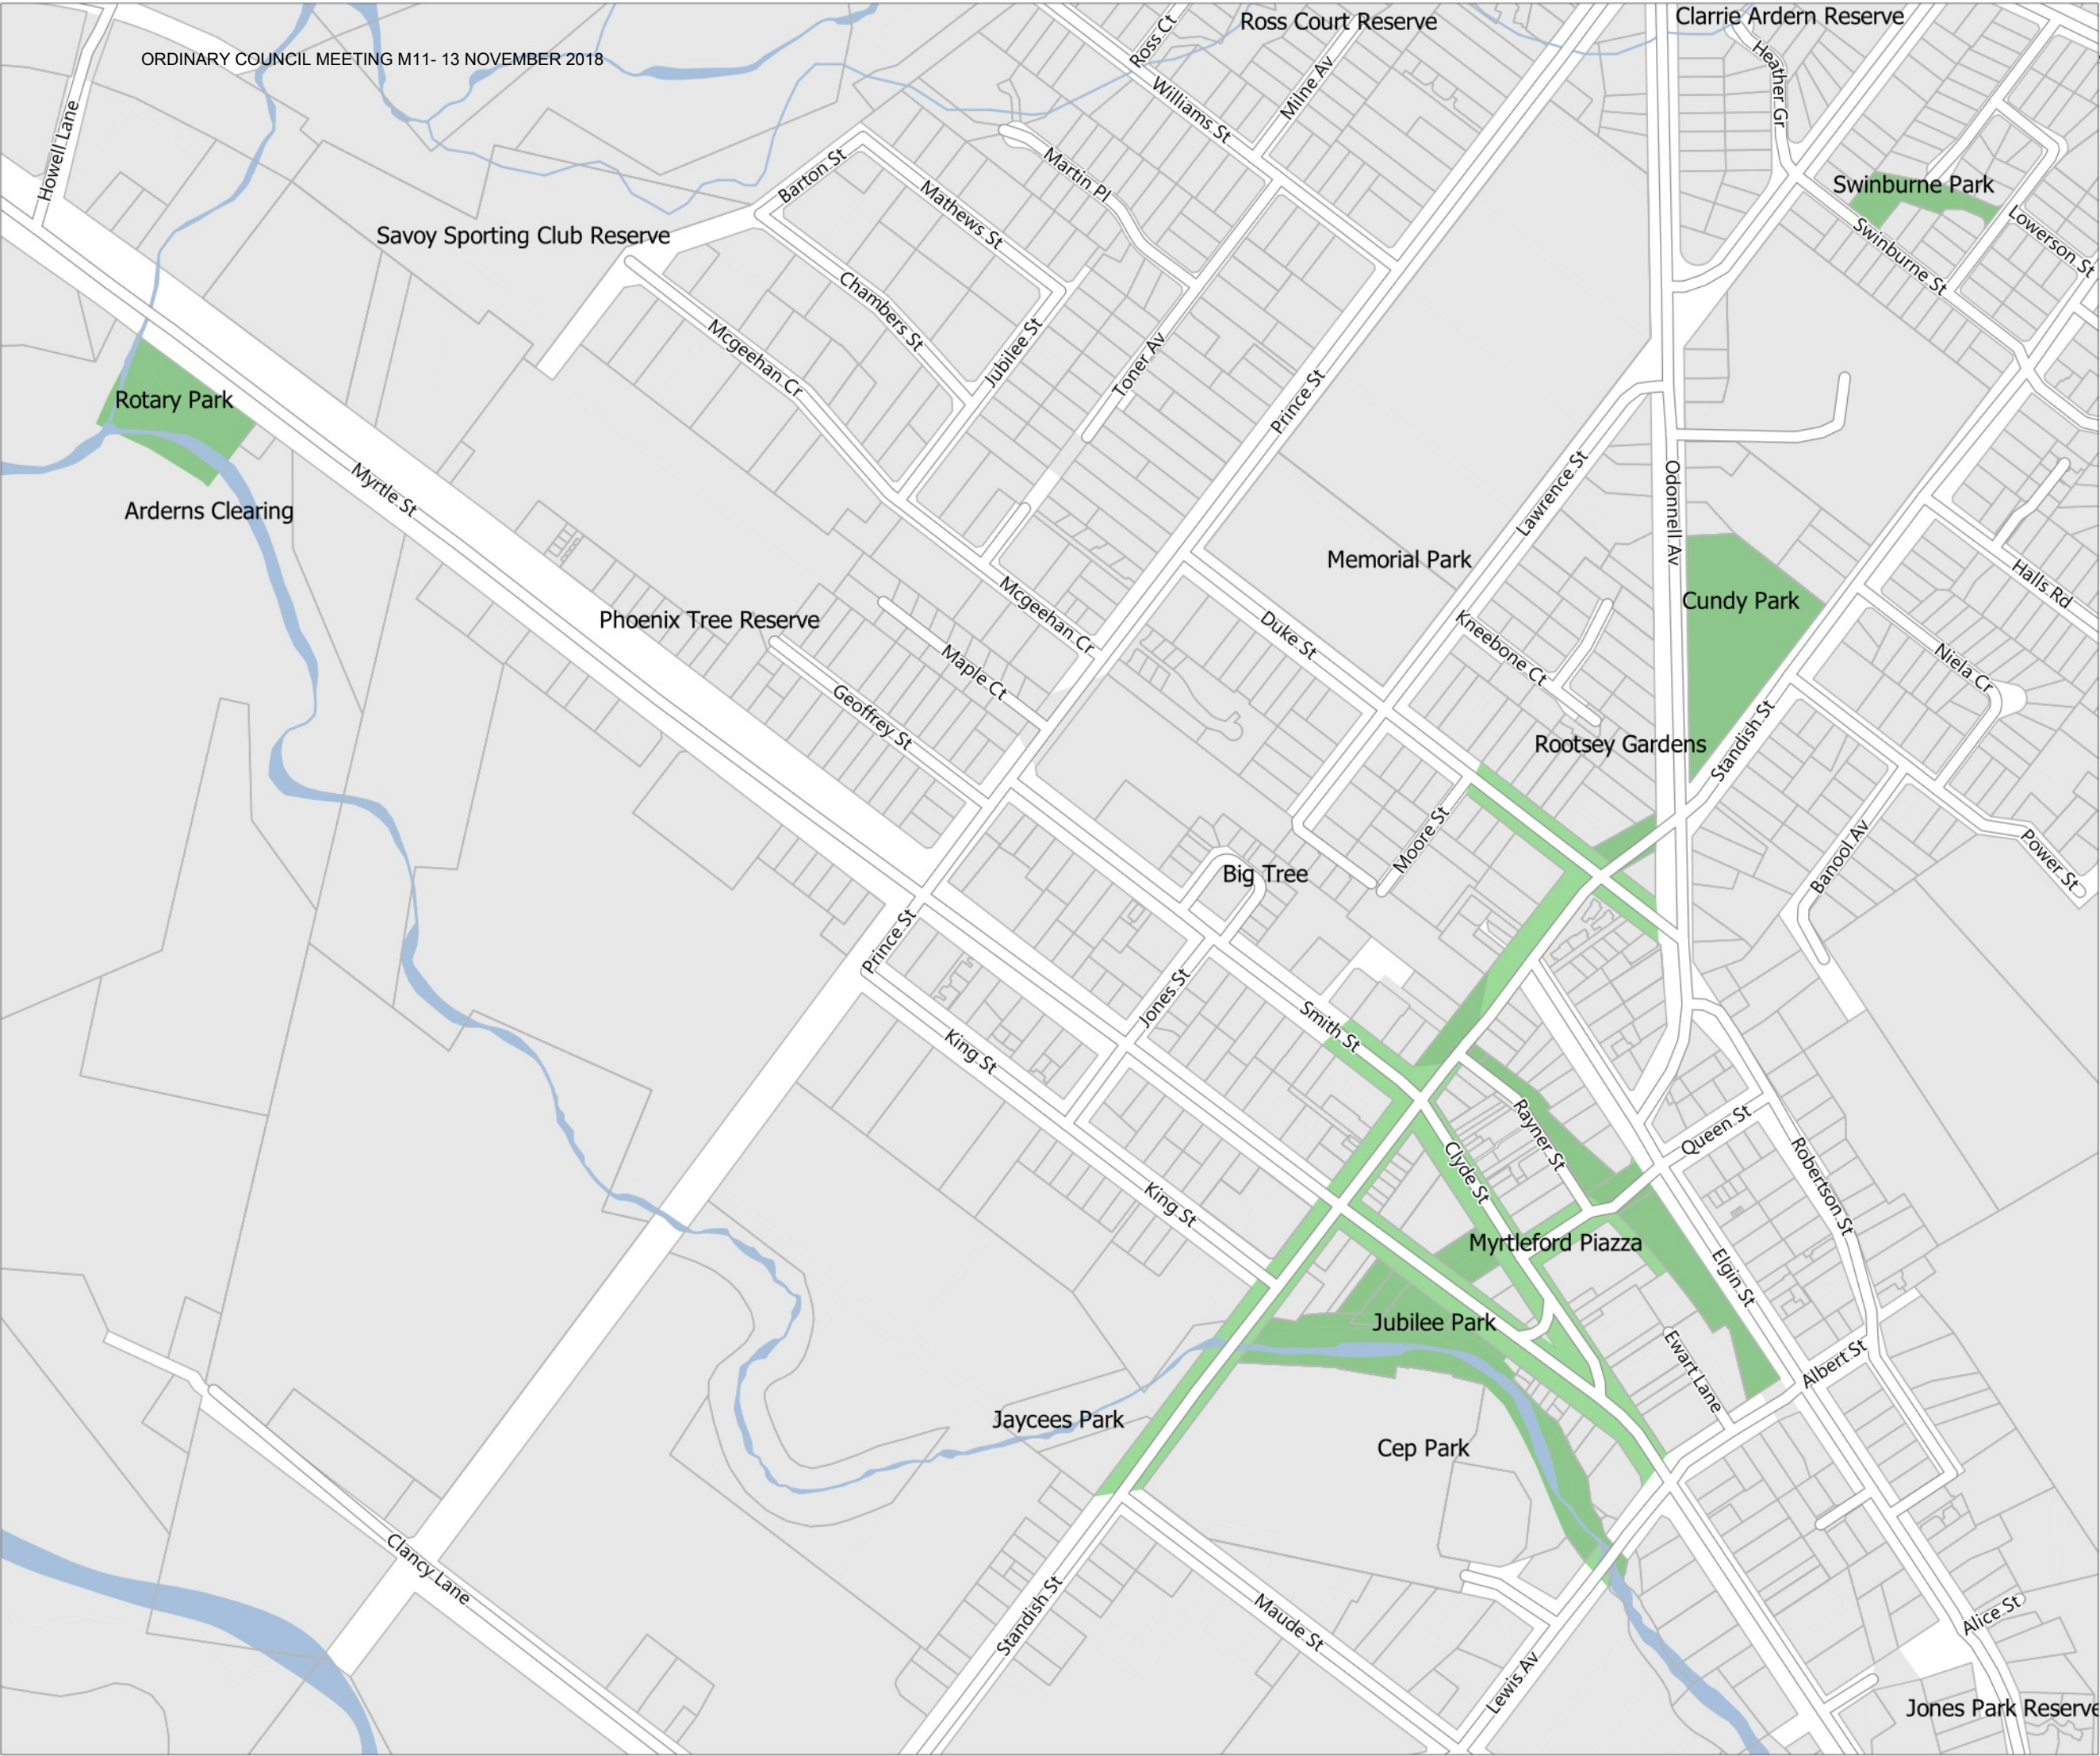 Ross Court Reserve
Clarrie Ardern Reserve
ORDINARY COUNCIL MEETING M11- 13 NOVEMBER 2018
Ross Ct
Heather Gr
Milne Av
Williams St
Howell Lane
Barton St
Martin Pl
Mathews St
Swinburne Park
Lowerson St
Swinburne St
Savoy Sporting Club Reserve
Chambers St
Mcgeehan Cr
Jubilee St
Toner Av
Prince St
Rotary Park
Myrtle St
Arderns Clearing
Lawrence St
Odonnell Av
Memorial Park
Halls Rd
Cundy Park
Mcgeehan Cr
Phoenix Tree Reserve
Duke St
Kneebone Ct
Maple Ct
Niela Cr
Geoffrey St
Rootsey Gardens
Standish St
Moore St
Banool Av
Power St
Big Tree
Prince St
Jones St
Smith St
King St
Rayner St
Queen St
Clyde St
Robertson St
King St
Myrtleford Piazza
Elgin St
Jubilee Park
Ewart Lane
Albert St
Jaycees Park
Cep Park
Clancy Lane
Standish St
Maude St
Alice St
Lewis Av
Jones Park Reserve